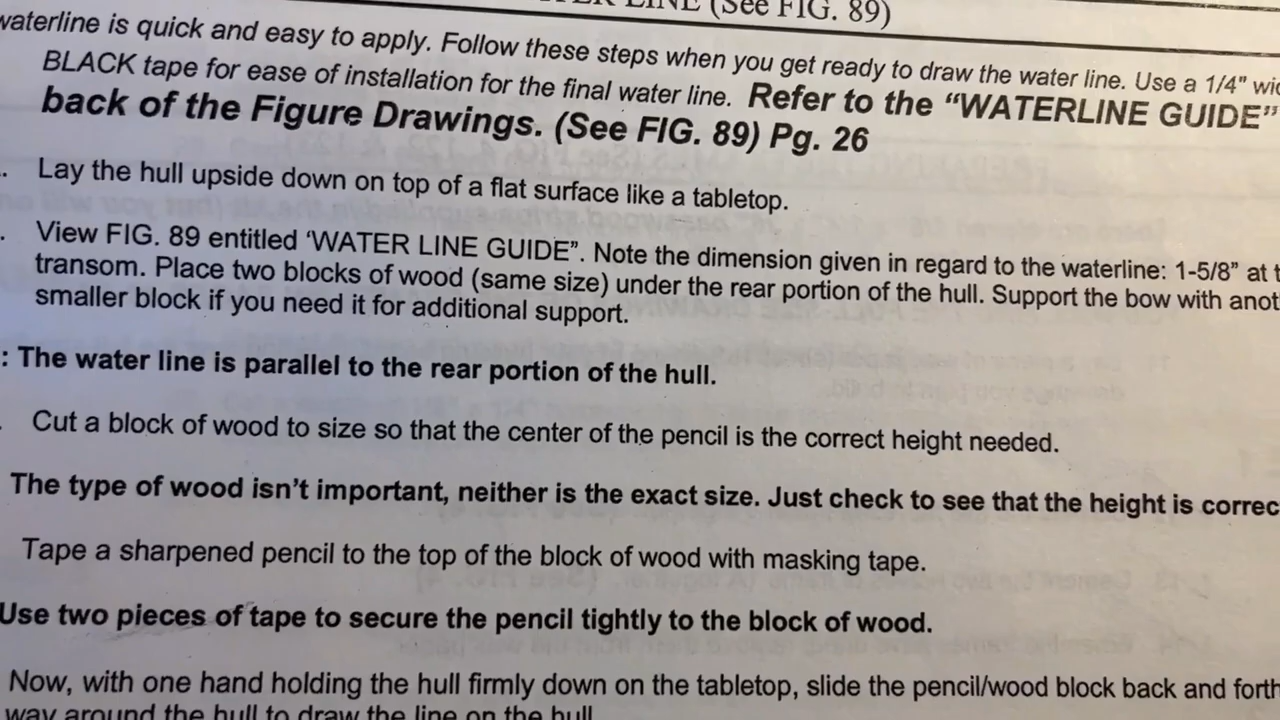 LINE (See FIG. 89)
waterline is quick and easy to apply. Follow these steps when you get ready to draw the water line. Use a 1/4"
BLACK tape for ease of installation for the final water line. Refer to the “WATERLINE GUIDE”
back of the Figure Drawings. (See FIG. 89) Pg. 26
Lay the hull upside down on top of a flat surface like a tabletop.
View FIG. 89 entitled ‘WATER LINE GUIDE”. Note the dimension given in regard to the waterline: 1-5/8” at
transom. Place two blocks of wood (same size) under the rear portion of the hull. Support the bow with
smaller block if you need it for additional support.
: The water line is parallel to the rear portion of the hull.
Cut a block of wood to size so that the center of the pencil is the correct height needed.
The type of wood isn’t important, neither is the exact size. Just check to see that the height is correc
Tape a sharpened pencil to the top of the block of wood with masking tape.
Use two pieces of tape to secure the pencil tightly to the block of wood.
Now, with one hand holding the hull firmly down on the tabletop, slide the pencil/wood block back and forth
way around the hull to draw the line on the hull